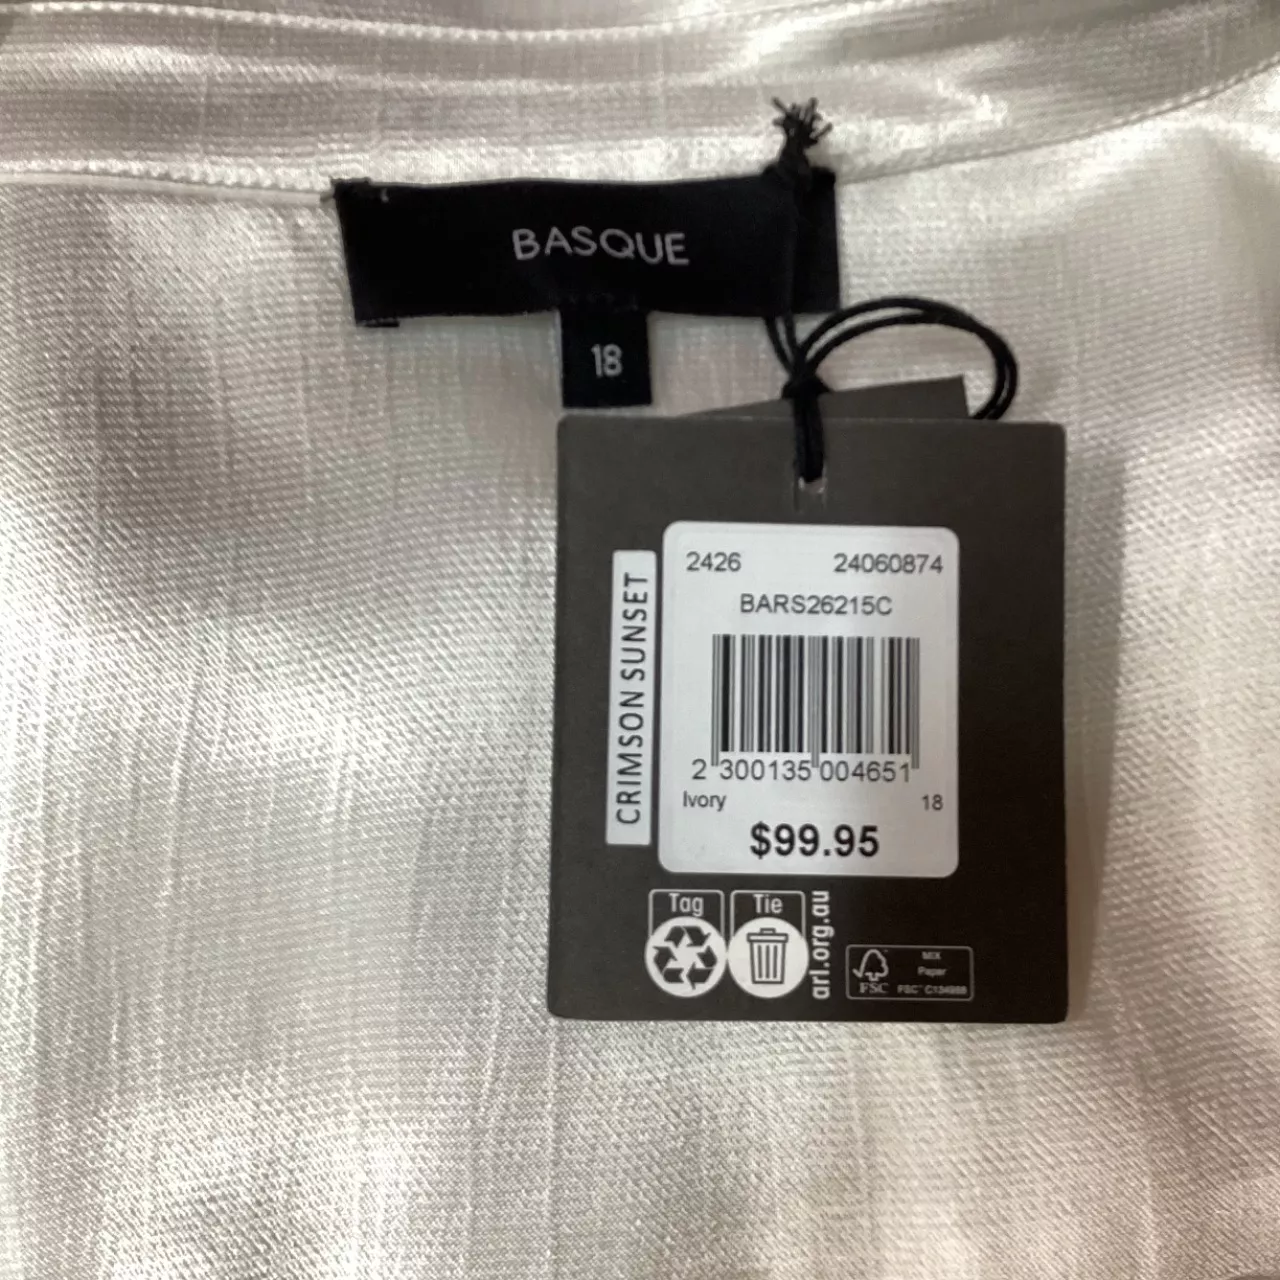 BASQUE
18
CRIMSON SUNSET
2426 24060874
BARS26215C
2 300135 004651
Ivory 18
$99.95
Tag Tie
arl.org.au
MIX
Paper
FSC